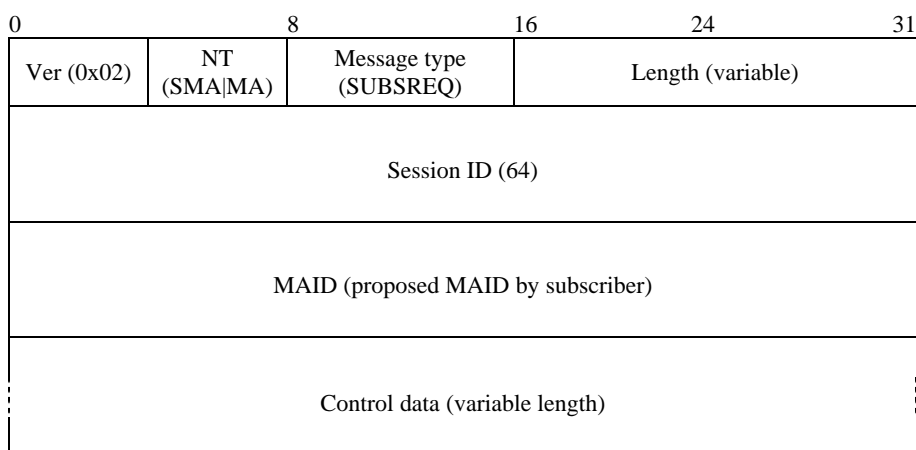 0 8 16 24 31
Ver (0x02) NT (SMA|MA) Message type (SUBSREQ) Length (variable)
Session ID (64)
MAID (proposed MAID by subscriber)
Control data (variable length)